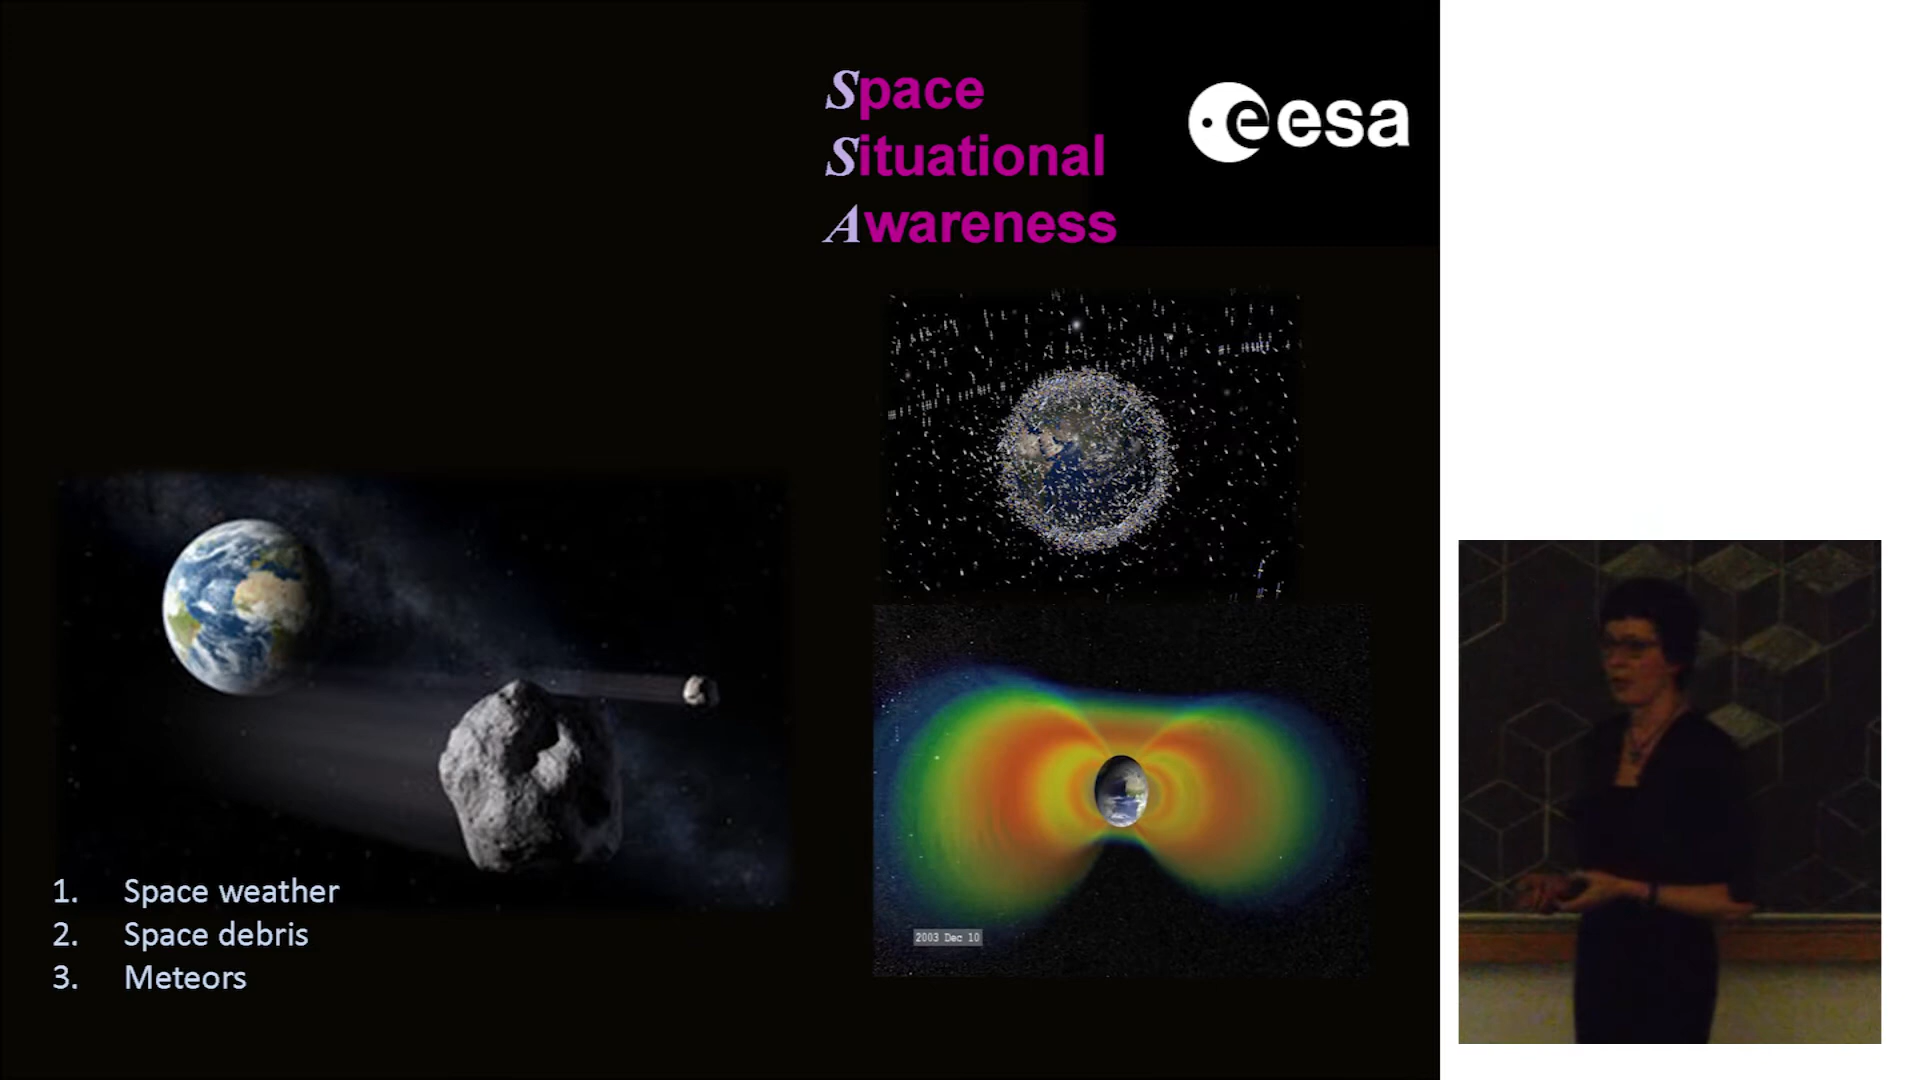 Space
Situational
Awareness
esa
2003 Dec 10
1. Space weather
2. Space debris
3. Meteors